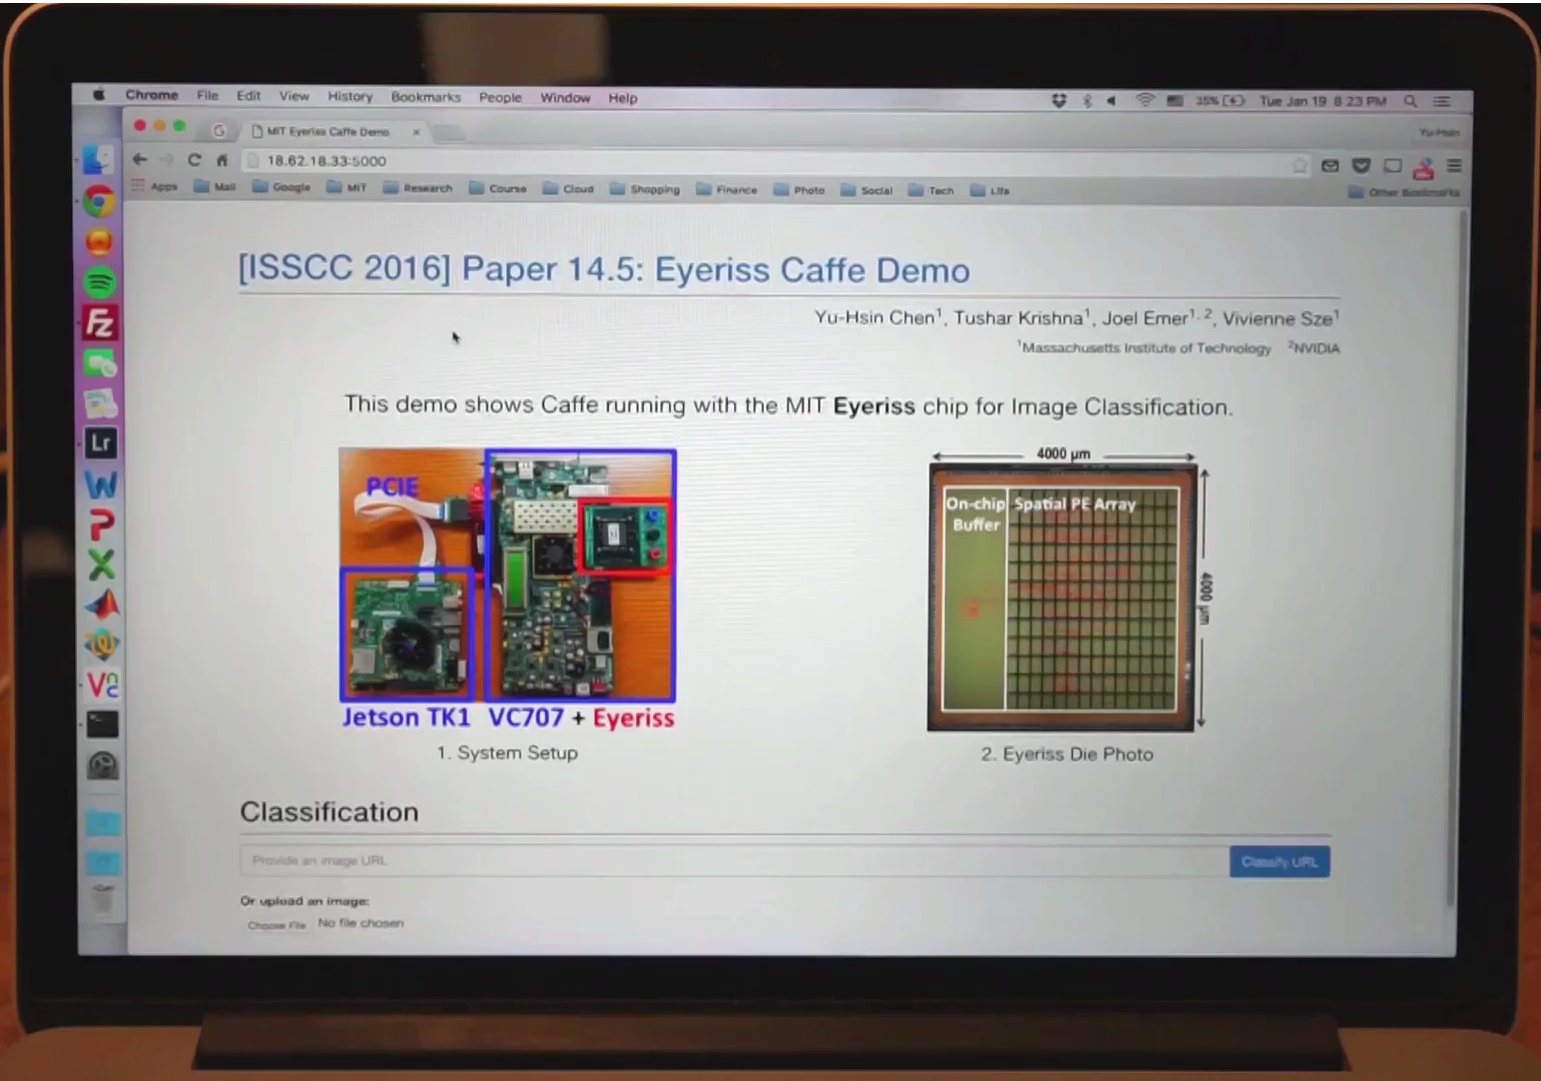 Chrome File Edit View History Bookmarks People Window Help 35% Tue Jan 19 8:23 PM
MIT Eyeriss Caffe Demo × Yu-Hsin
18.62.18.33:5000
Apps Mail Google MIT Research Course Cloud Shopping Finance Photo Social Tech Life Other Bookmarks
[ISSCC 2016] Paper 14.5: Eyeriss Caffe Demo
Yu-Hsin Chen¹, Tushar Krishna¹, Joel Emer¹,², Vivienne Sze¹
¹Massachusetts Institute of Technology ²NVIDIA
This demo shows Caffe running with the MIT Eyeriss chip for Image Classification.
PCIE
Jetson TK1 VC707 + Eyeriss
1. System Setup
4000 µm
On-chip Buffer
Spatial PE Array
4000 µm
2. Eyeriss Die Photo
Classification
Provide an image URL Classify URL
Or upload an image:
Choose File No file chosen
Fz
Lr
W
P
X